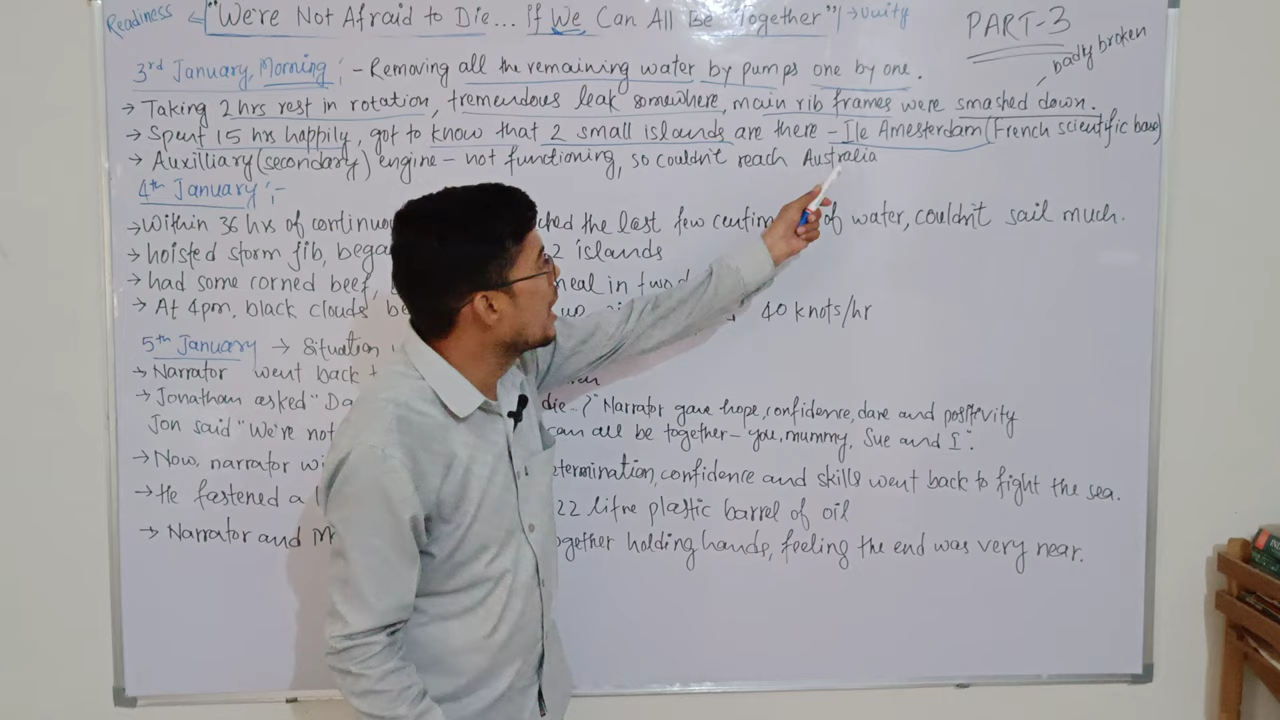 Readiness ← "We're Not Afraid to Die... If We Can All Be Together" → Unity
PART-3
badly broken
3rd January, Morning :- Removing all the remaining water by pumps one by one.
→ Taking 2 hrs rest in rotation, tremendous leak somewhere, main rib frames were smashed down.
→ Spent 15 hrs happily, got to know that 2 small islands are there - Ile Amesterdam (French scientific base)
→ Auxilliary (secondary) engine - not functioning, so couldn't reach Australia
4th January :-
→ Within 36 hrs of the last few of water, couldn't sail much.
→ hoisted storm jib, 2 islands
→ had some corned beef, meal in two
→ At 4pm, black clouds 40 knots/hr
5th January → Situation
→ Narrator went back
→ Jonathan asked "Da die -?" Narrator gave hope, confidence, dare and positivity
Jon said "We're not can all be together - you, mummy, Sue and I".
→ Now, narrator confidence and skills went back to fight the sea.
→ He fastened a 22 litre plastic barrel of oil
→ Narrator and holding hands, feeling the end was very near.